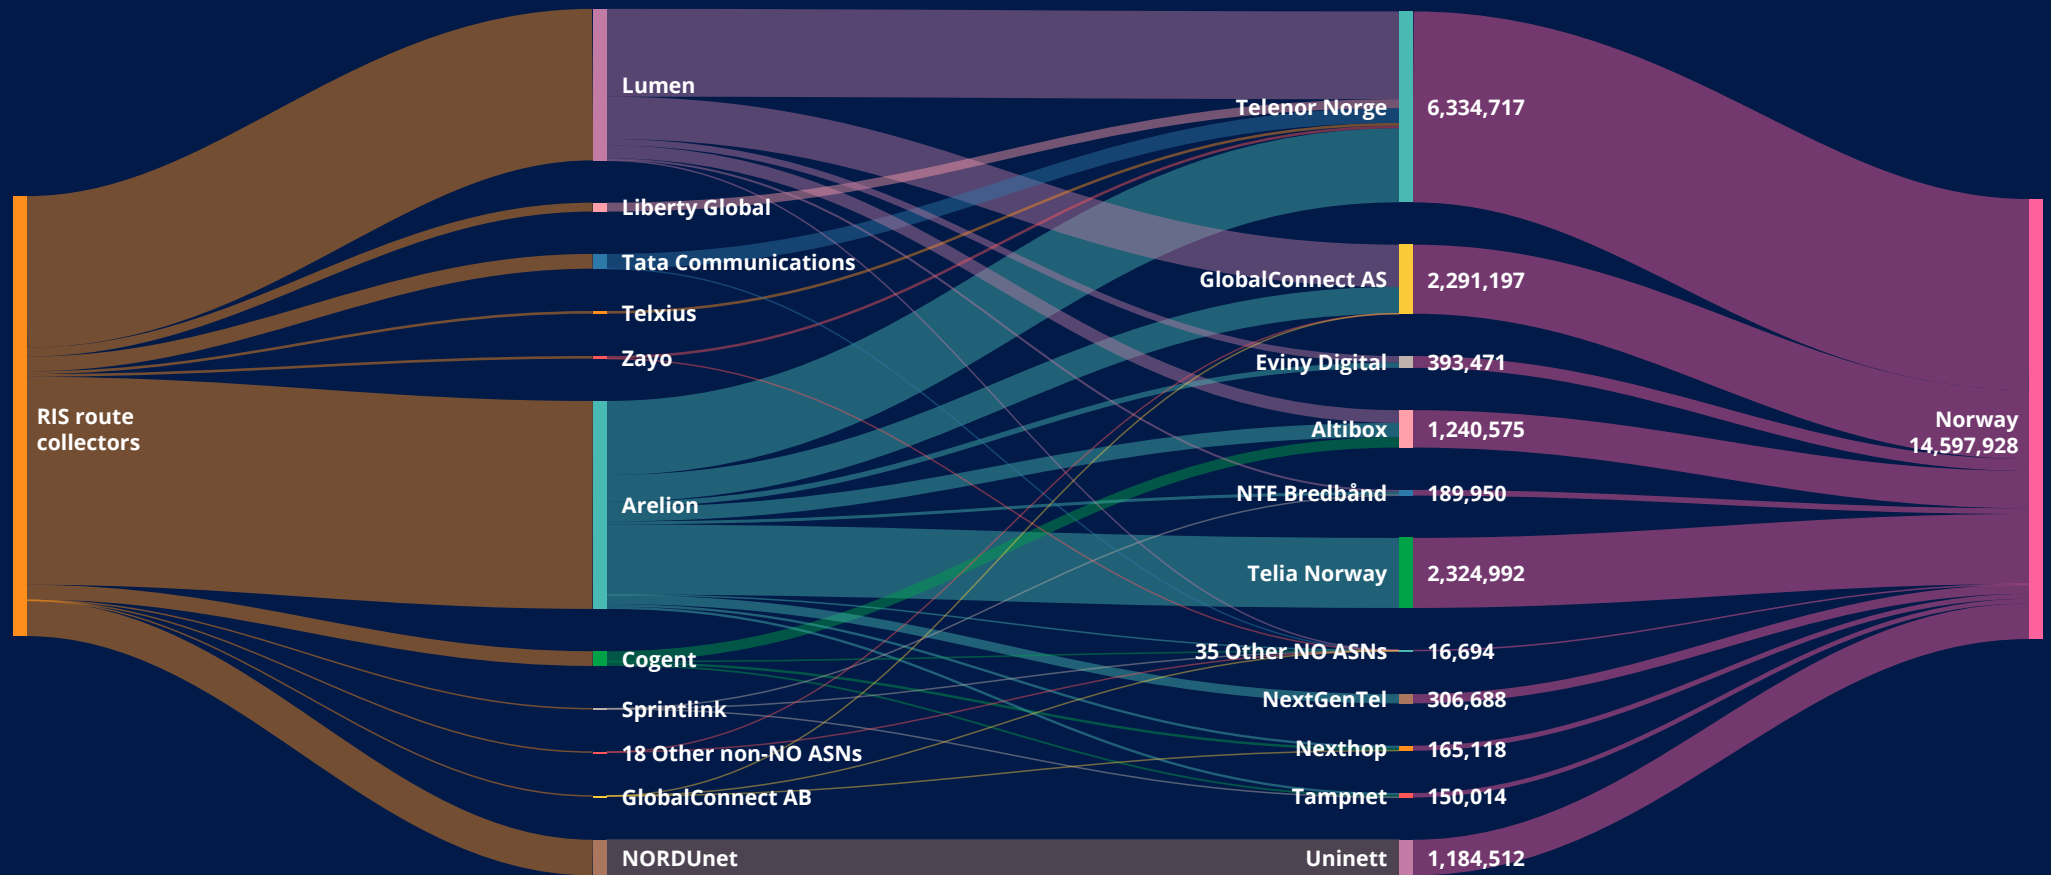 RIS route
collectors
Lumen
Liberty Global
Tata Communications
Telxius
Zayo
Arelion
Cogent
Sprintlink
18 Other non-NO ASNs
GlobalConnect AB
NORDUnet
Telenor Norge 6,334,717
GlobalConnect AS 2,291,197
Eviny Digital 393,471
Altibox 1,240,575
NTE Bredbånd 189,950
Telia Norway 2,324,992
35 Other NO ASNs 16,694
NextGenTel 306,688
Nexthop 165,118
Tampnet 150,014
Uninett 1,184,512
Norway
14,597,928